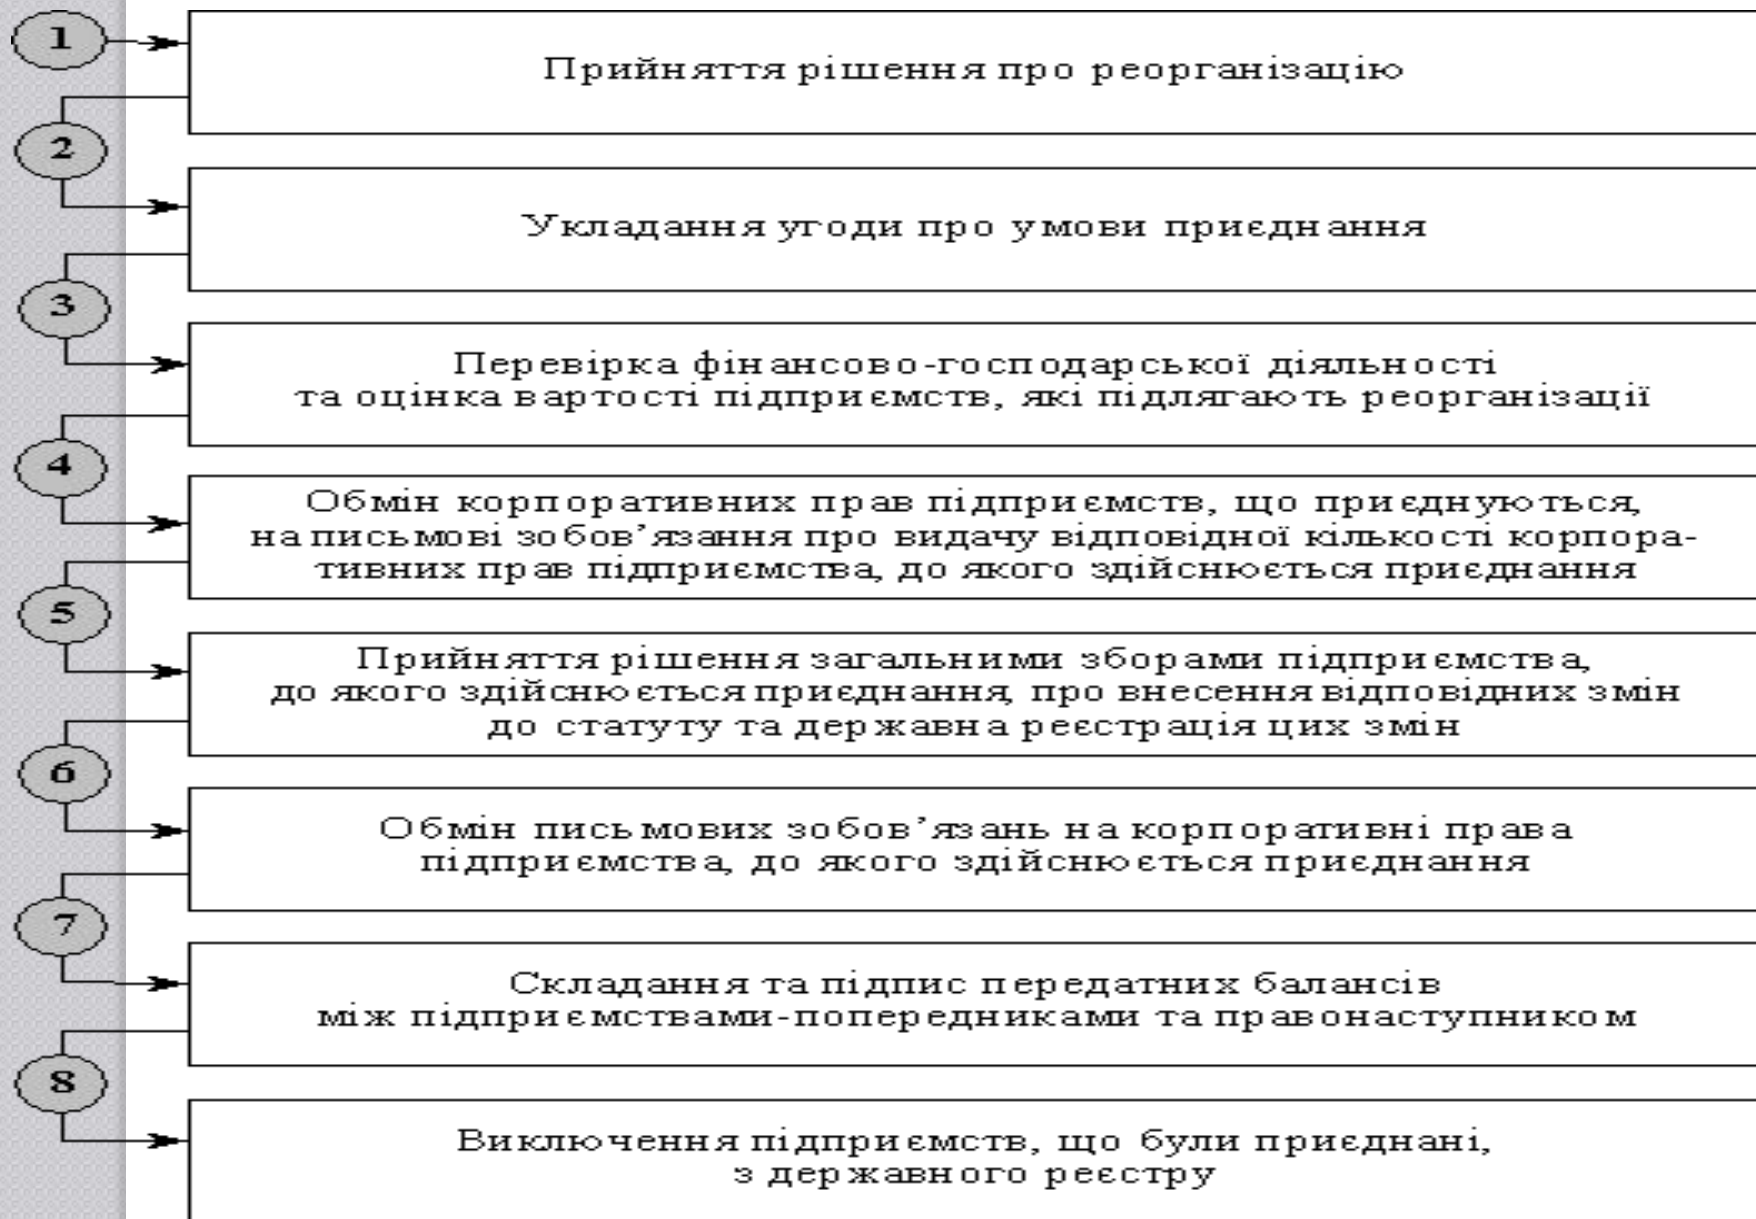 1
Прийняття рішення про реорганізацію
2
Укладання угоди про умови приєднання
3
Перевірка фінансово-господарської діяльності
та оцінка вартості підприємств, які підлягають реорганізації
4
Обмін корпоративних прав підприємств, що приєднуються,
на письмові зобов’язання про видачу відповідної кількості корпора-
тивних прав підприємства, до якого здійснюється приєднання
5
Прийняття рішення загальними зборами підприємства,
до якого здійснюється приєднання, про внесення відповідних змін
до статуту та державна реєстрація цих змін
6
Обмін письмових зобов’язань на корпоративні права
підприємства, до якого здійснюється приєднання
7
Складання та підпис передатних балансів
між підприємствами-попередниками та правонаступником
8
Виключення підприємств, що були приєднані,
з державного реєстру